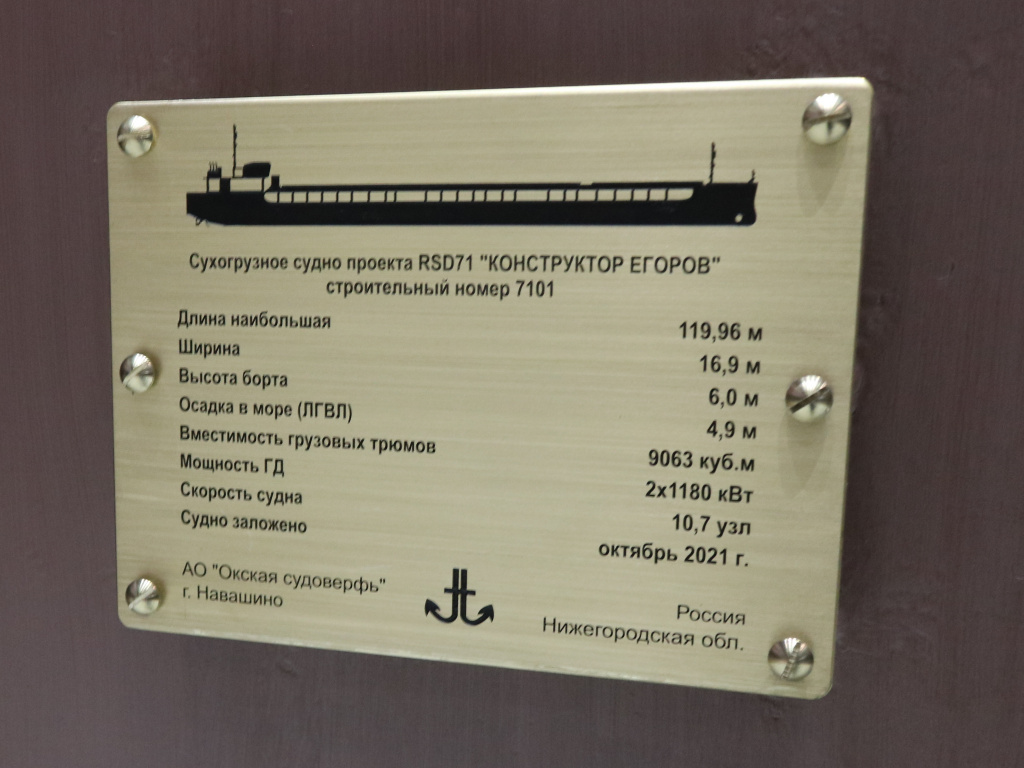 Сухогрузное судно проекта RSD71 "КОНСТРУКТОР ЕГОРОВ"
строительный номер 7101
Длина наибольшая 119,96 м
Ширина 16,9 м
Высота борта 6,0 м
Осадка в море (ЛГВЛ) 4,9 м
Вместимость грузовых трюмов 9063 куб.м
Мощность ГД 2х1180 кВт
Скорость судна 10,7 узл
Судно заложено октябрь 2021 г.
АО "Окская судоверфь" Россия
г. Навашино Нижегородская обл.